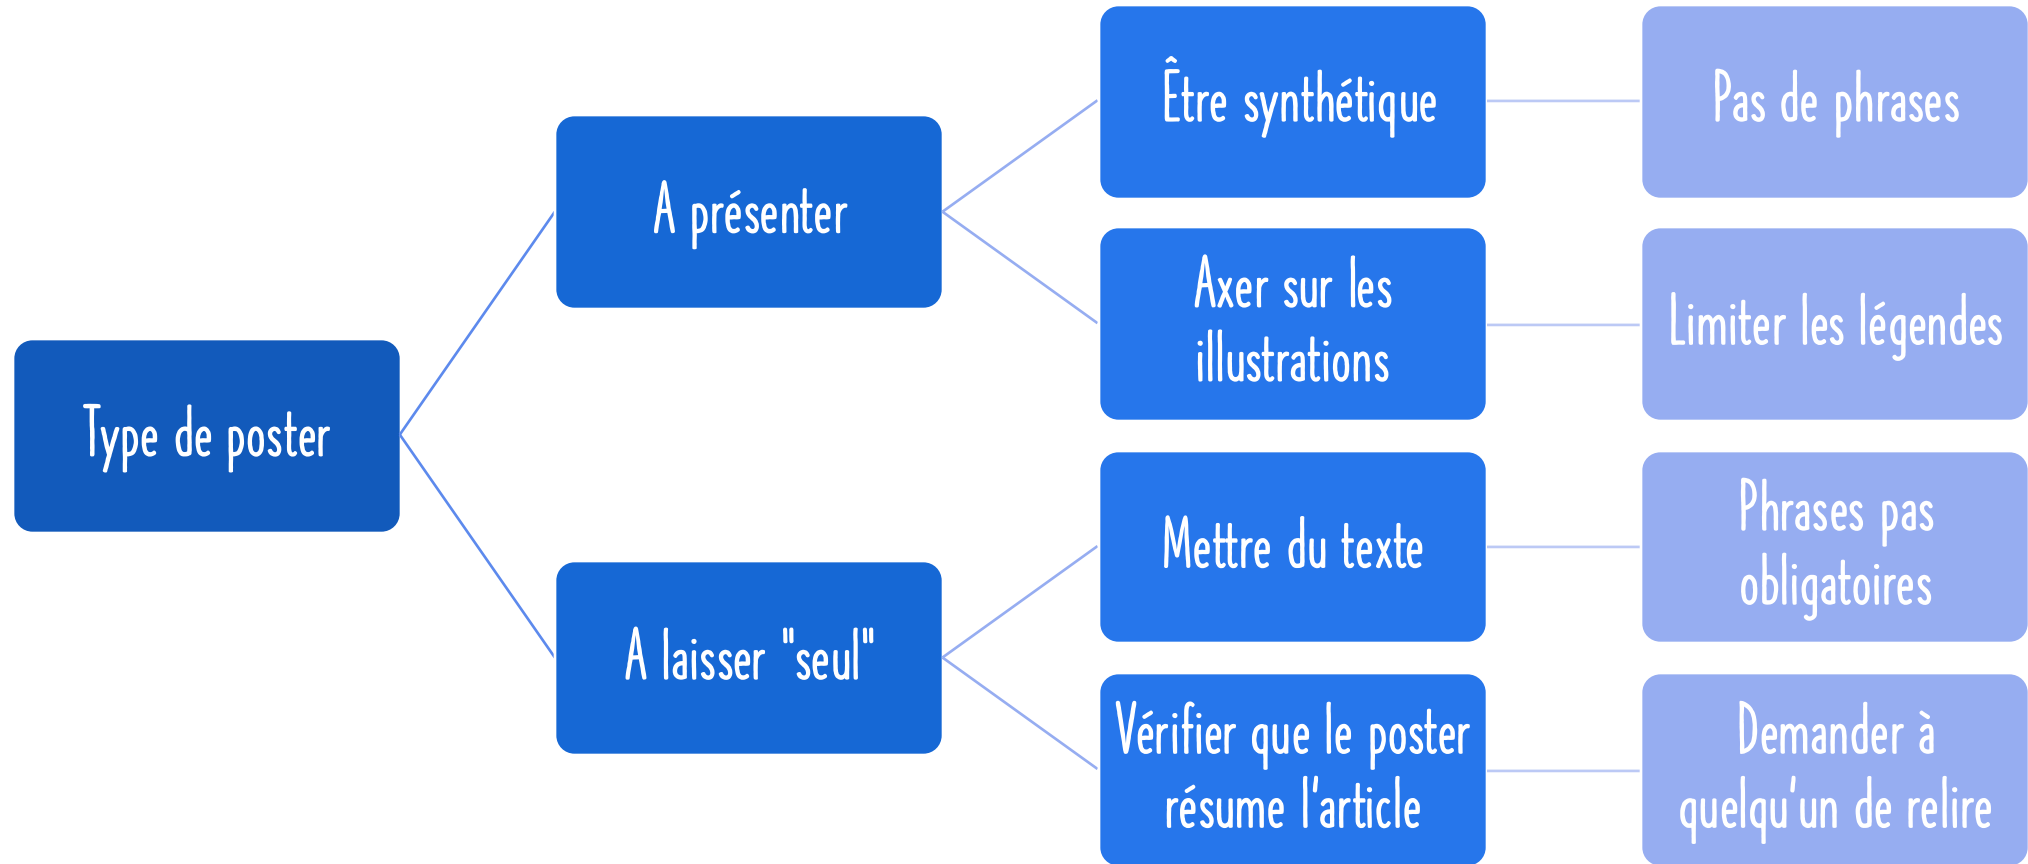 Type de poster
A présenter
Être synthétique
Pas de phrases
Axer sur les
illustrations
Limiter les légendes
A laisser "seul"
Mettre du texte
Phrases pas
obligatoires
Vérifier que le poster
résume l'article
Demander à
quelqu'un de relire